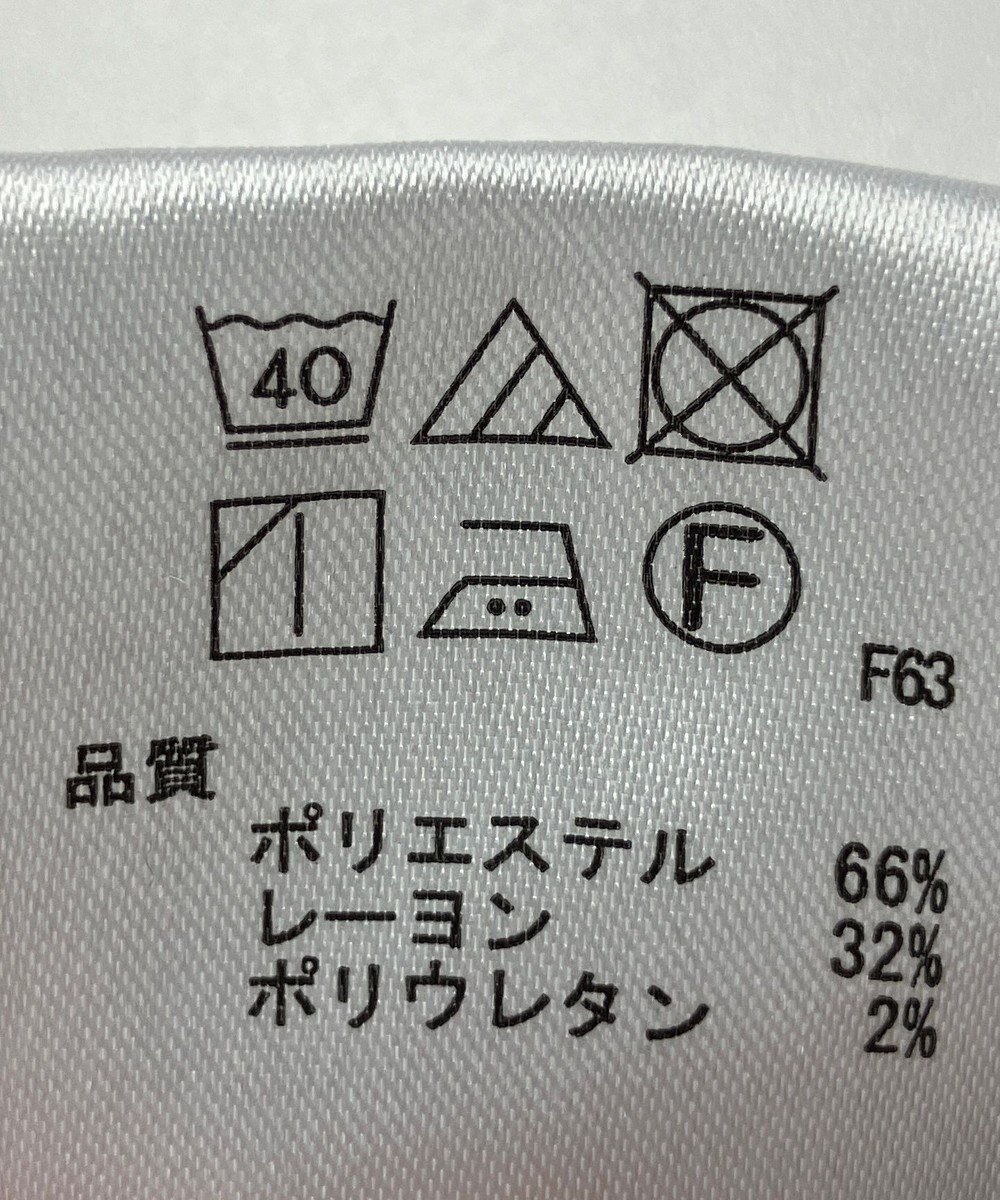 40
F
F63
品質
ポリエステル 66%
レーヨン 32%
ポリウレタン 2%